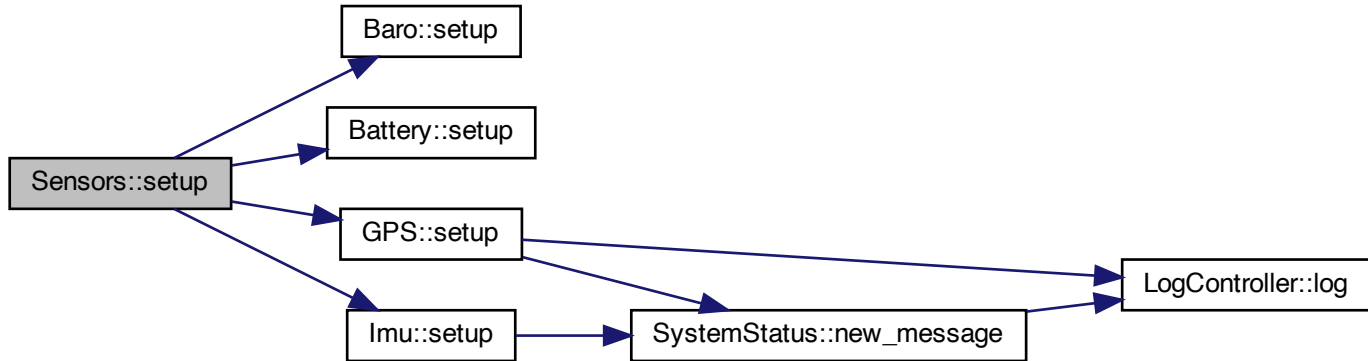 Baro::setup
Battery::setup
Sensors::setup
GPS::setup
LogController::log
Imu::setup
SystemStatus::new_message